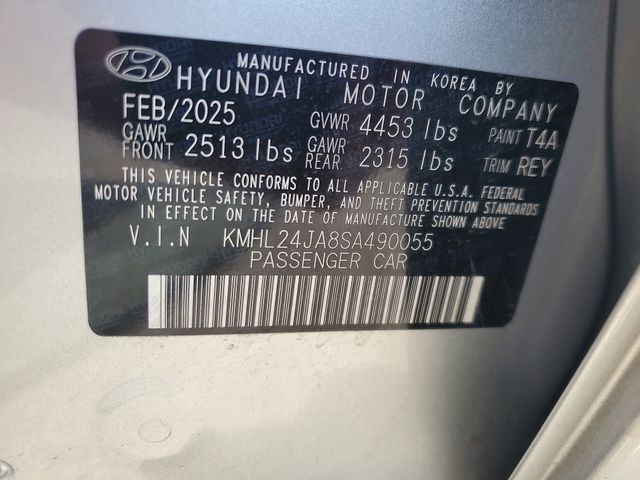 MANUFACTURED IN KOREA BY
HYUNDAI MOTOR COMPANY
FEB/2025 GVWR 4453 lbs PAINT T4A
GAWR FRONT 2513 lbs GAWR REAR 2315 lbs TRIM REY
THIS VEHICLE CONFORMS TO ALL APPLICABLE U.S.A. FEDERAL
MOTOR VEHICLE SAFETY, BUMPER, AND THEFT PREVENTION STANDARDS
IN EFFECT ON THE DATE OF MANUFACTURE SHOWN ABOVE
V.I.N KMHL24JA8SA490055
PASSENGER CAR